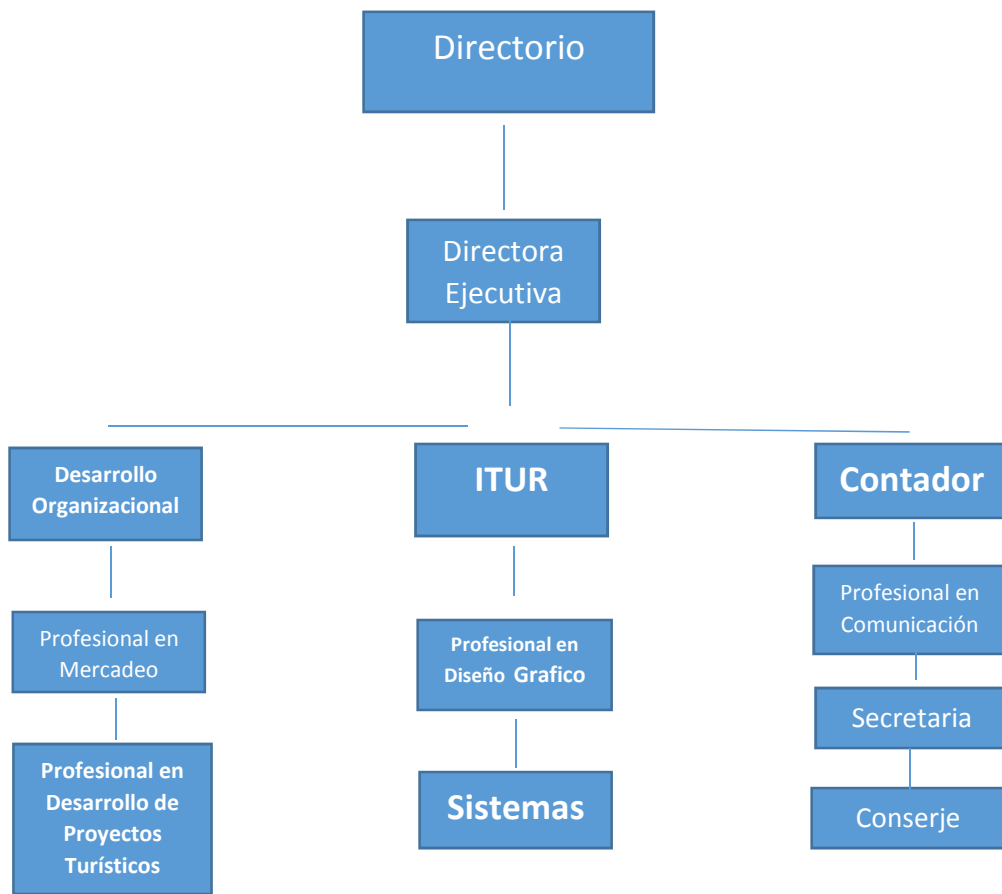 Directorio
Directora
Ejecutiva
Desarrollo
Organizacional
ITUR
Contador
Profesional en
Mercadeo
Profesional en
Diseño Grafico
Profesional en
Comunicación
Profesional en
Desarrollo de
Proyectos
Turísticos
Sistemas
Secretaria
Conserje